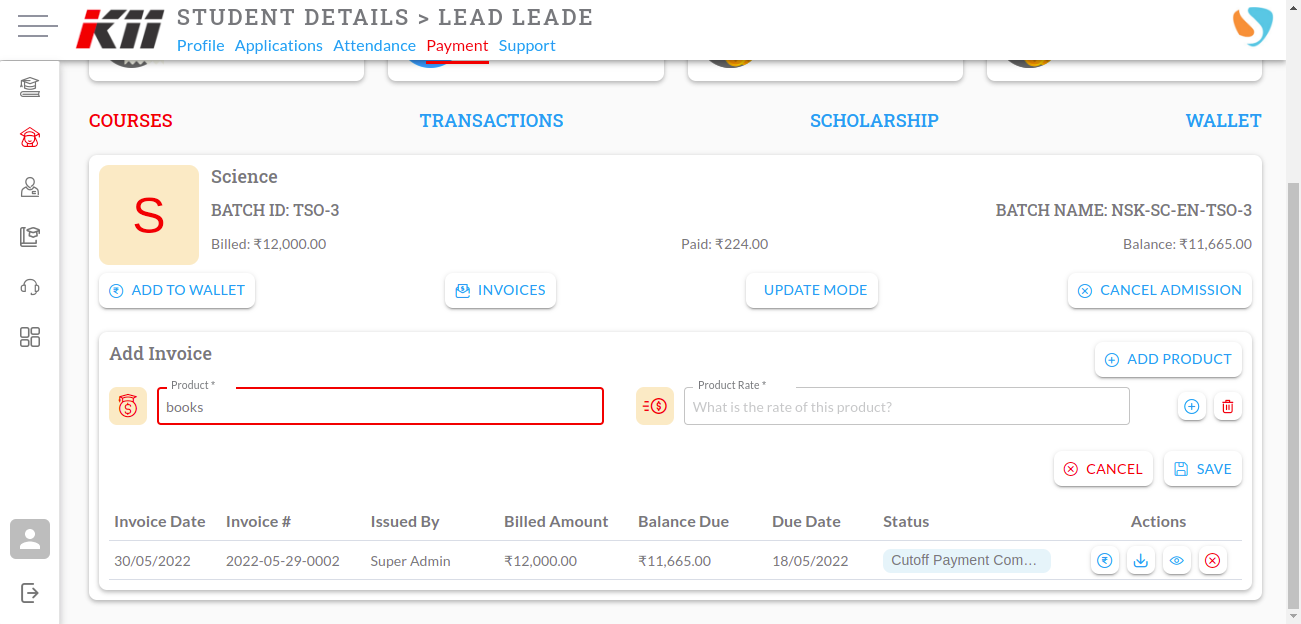 STUDENT DETAILS > LEAD LEADE
KII
Profile Applications Attendance Payment Support
COURSES TRANSACTIONS SCHOLARSHIP WALLET
S
Science
BATCH ID: TSO-3 BATCH NAME: NSK-SC-EN-TSO-3
Billed: ₹12,000.00 Paid: ₹224.00 Balance: ₹11,665.00
ADD TO WALLET INVOICES UPDATE MODE CANCEL ADMISSION
Add Invoice
ADD PRODUCT
Product * Product Rate *
books What is the rate of this product?
CANCEL SAVE
Invoice Date Invoice # Issued By Billed Amount Balance Due Due Date Status Actions
30/05/2022 2022-05-29-0002 Super Admin ₹12,000.00 ₹11,665.00 18/05/2022 Cutoff Payment Com…